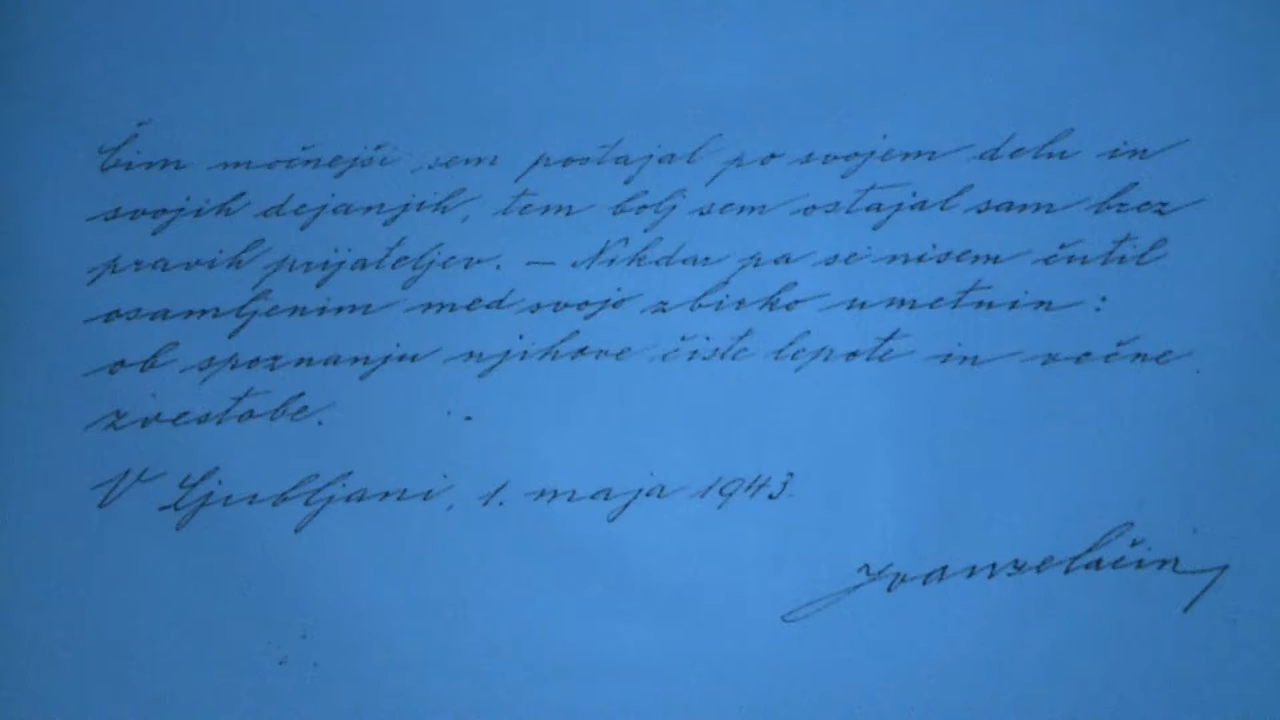 Čim močnejši sem postajal po svojem delu in
svojih dejanjih, tem bolj sem ostajal sam brez
pravih prijateljev. — Nikdar pa se nisem čutil
osamljenim med svojo zbirko umetnin :
ob spoznanju njihove čiste lepote in večne
zvestobe.
V Ljubljani, 1. maja 1943.